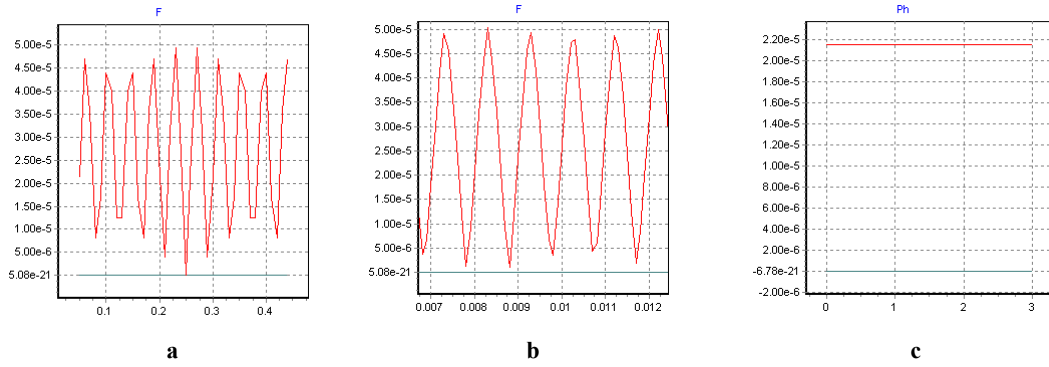 F
5.00e-5
4.50e-5
4.00e-5
3.50e-5
3.00e-5
2.50e-5
2.00e-5
1.50e-5
1.00e-5
5.00e-6
5.08e-21
0.1 0.2 0.3 0.4
a
F
5.00e-5
4.50e-5
4.00e-5
3.50e-5
3.00e-5
2.50e-5
2.00e-5
1.50e-5
1.00e-5
5.00e-6
5.08e-21
0.007 0.008 0.009 0.01 0.011 0.012
b
Ph
2.20e-5
2.00e-5
1.80e-5
1.60e-5
1.40e-5
1.20e-5
1.00e-5
8.00e-6
6.00e-6
4.00e-6
2.00e-6
-6.78e-21
-2.00e-6
0 1 2 3
c